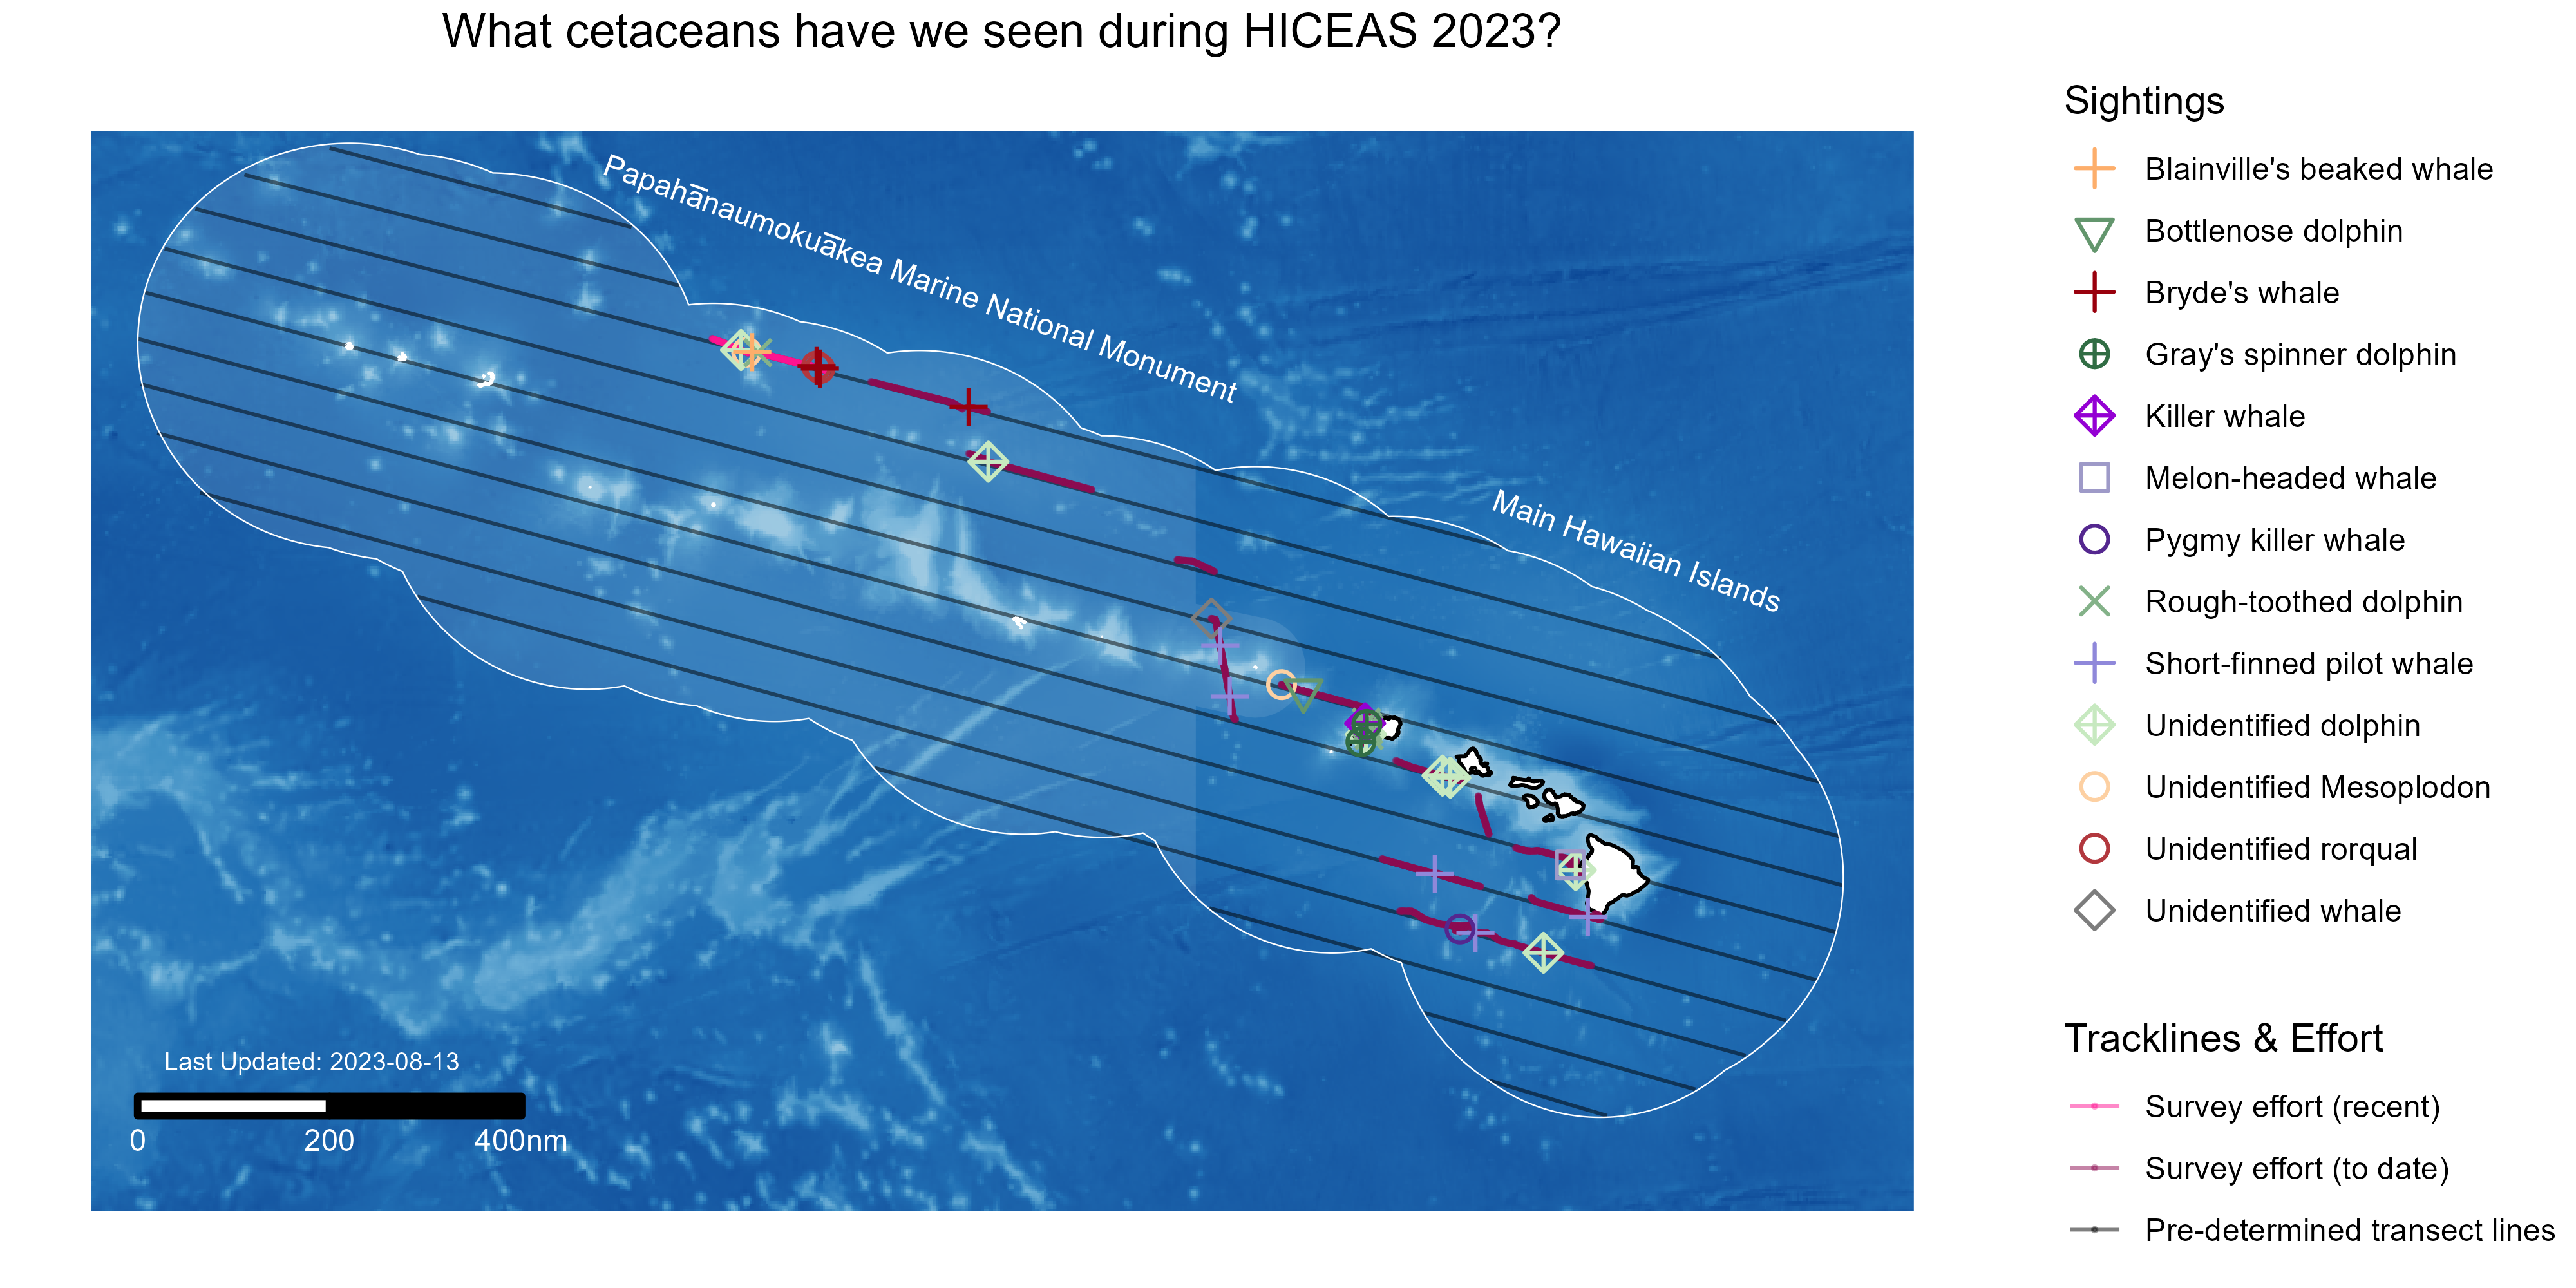 What cetaceans have we seen during HICEAS 2023?
Papahānaumokuākea Marine National Monument
Main Hawaiian Islands
Last Updated: 2023-08-13
0 200 400nm
Sightings
Blainville's beaked whale
Bottlenose dolphin
Bryde's whale
Gray's spinner dolphin
Killer whale
Melon-headed whale
Pygmy killer whale
Rough-toothed dolphin
Short-finned pilot whale
Unidentified dolphin
Unidentified Mesoplodon
Unidentified rorqual
Unidentified whale
Tracklines & Effort
Survey effort (recent)
Survey effort (to date)
Pre-determined transect lines